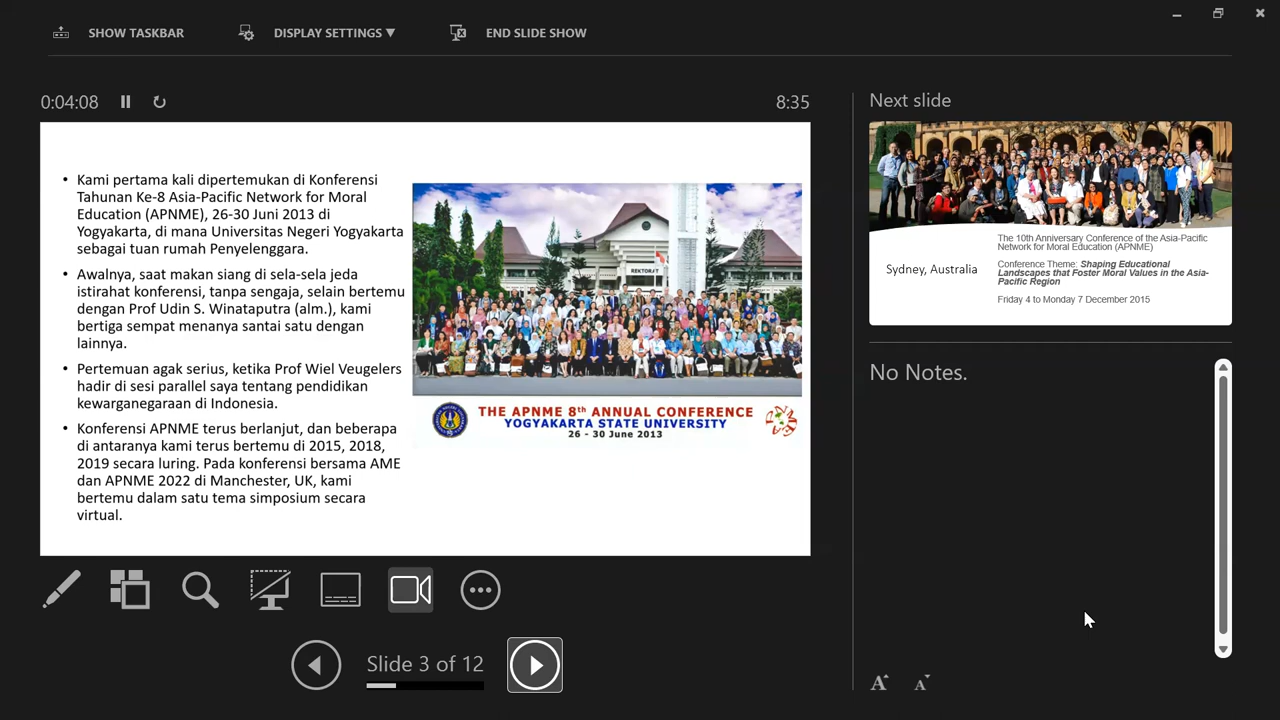 SHOW TASKBAR
DISPLAY SETTINGS ▼
END SLIDE SHOW
0:04:08
8:35
• Kami pertama kali dipertemukan di Konferensi
Tahunan Ke-8 Asia-Pacific Network for Moral
Education (APNME), 26-30 Juni 2013 di
Yogyakarta, di mana Universitas Negeri Yogyakarta
sebagai tuan rumah Penyelenggara.
• Awalnya, saat makan siang di sela-sela jeda
istirahat konferensi, tanpa sengaja, selain bertemu
dengan Prof Udin S. Winataputra (alm.), kami
bertiga sempat menanya santai satu dengan
lainnya.
• Pertemuan agak serius, ketika Prof Wiel Veugelers
hadir di sesi parallel saya tentang pendidikan
kewarganegaraan di Indonesia.
• Konferensi APNME terus berlanjut, dan beberapa
di antaranya kami terus bertemu di 2015, 2018,
2019 secara luring. Pada konferensi bersama AME
dan APNME 2022 di Manchester, UK, kami
bertemu dalam satu tema simposium secara
virtual.
REKTORAT
THE APNME 8th ANNUAL CONFERENCE
YOGYAKARTA STATE UNIVERSITY
26 - 30 June 2013
Slide 3 of 12
Next slide
Sydney, Australia
The 10th Anniversary Conference of the Asia-Pacific
Network for Moral Education (APNME)
Conference Theme: Shaping Educational
Landscapes that Foster Moral Values in the Asia-
Pacific Region
Friday 4 to Monday 7 December 2015
No Notes.
A A